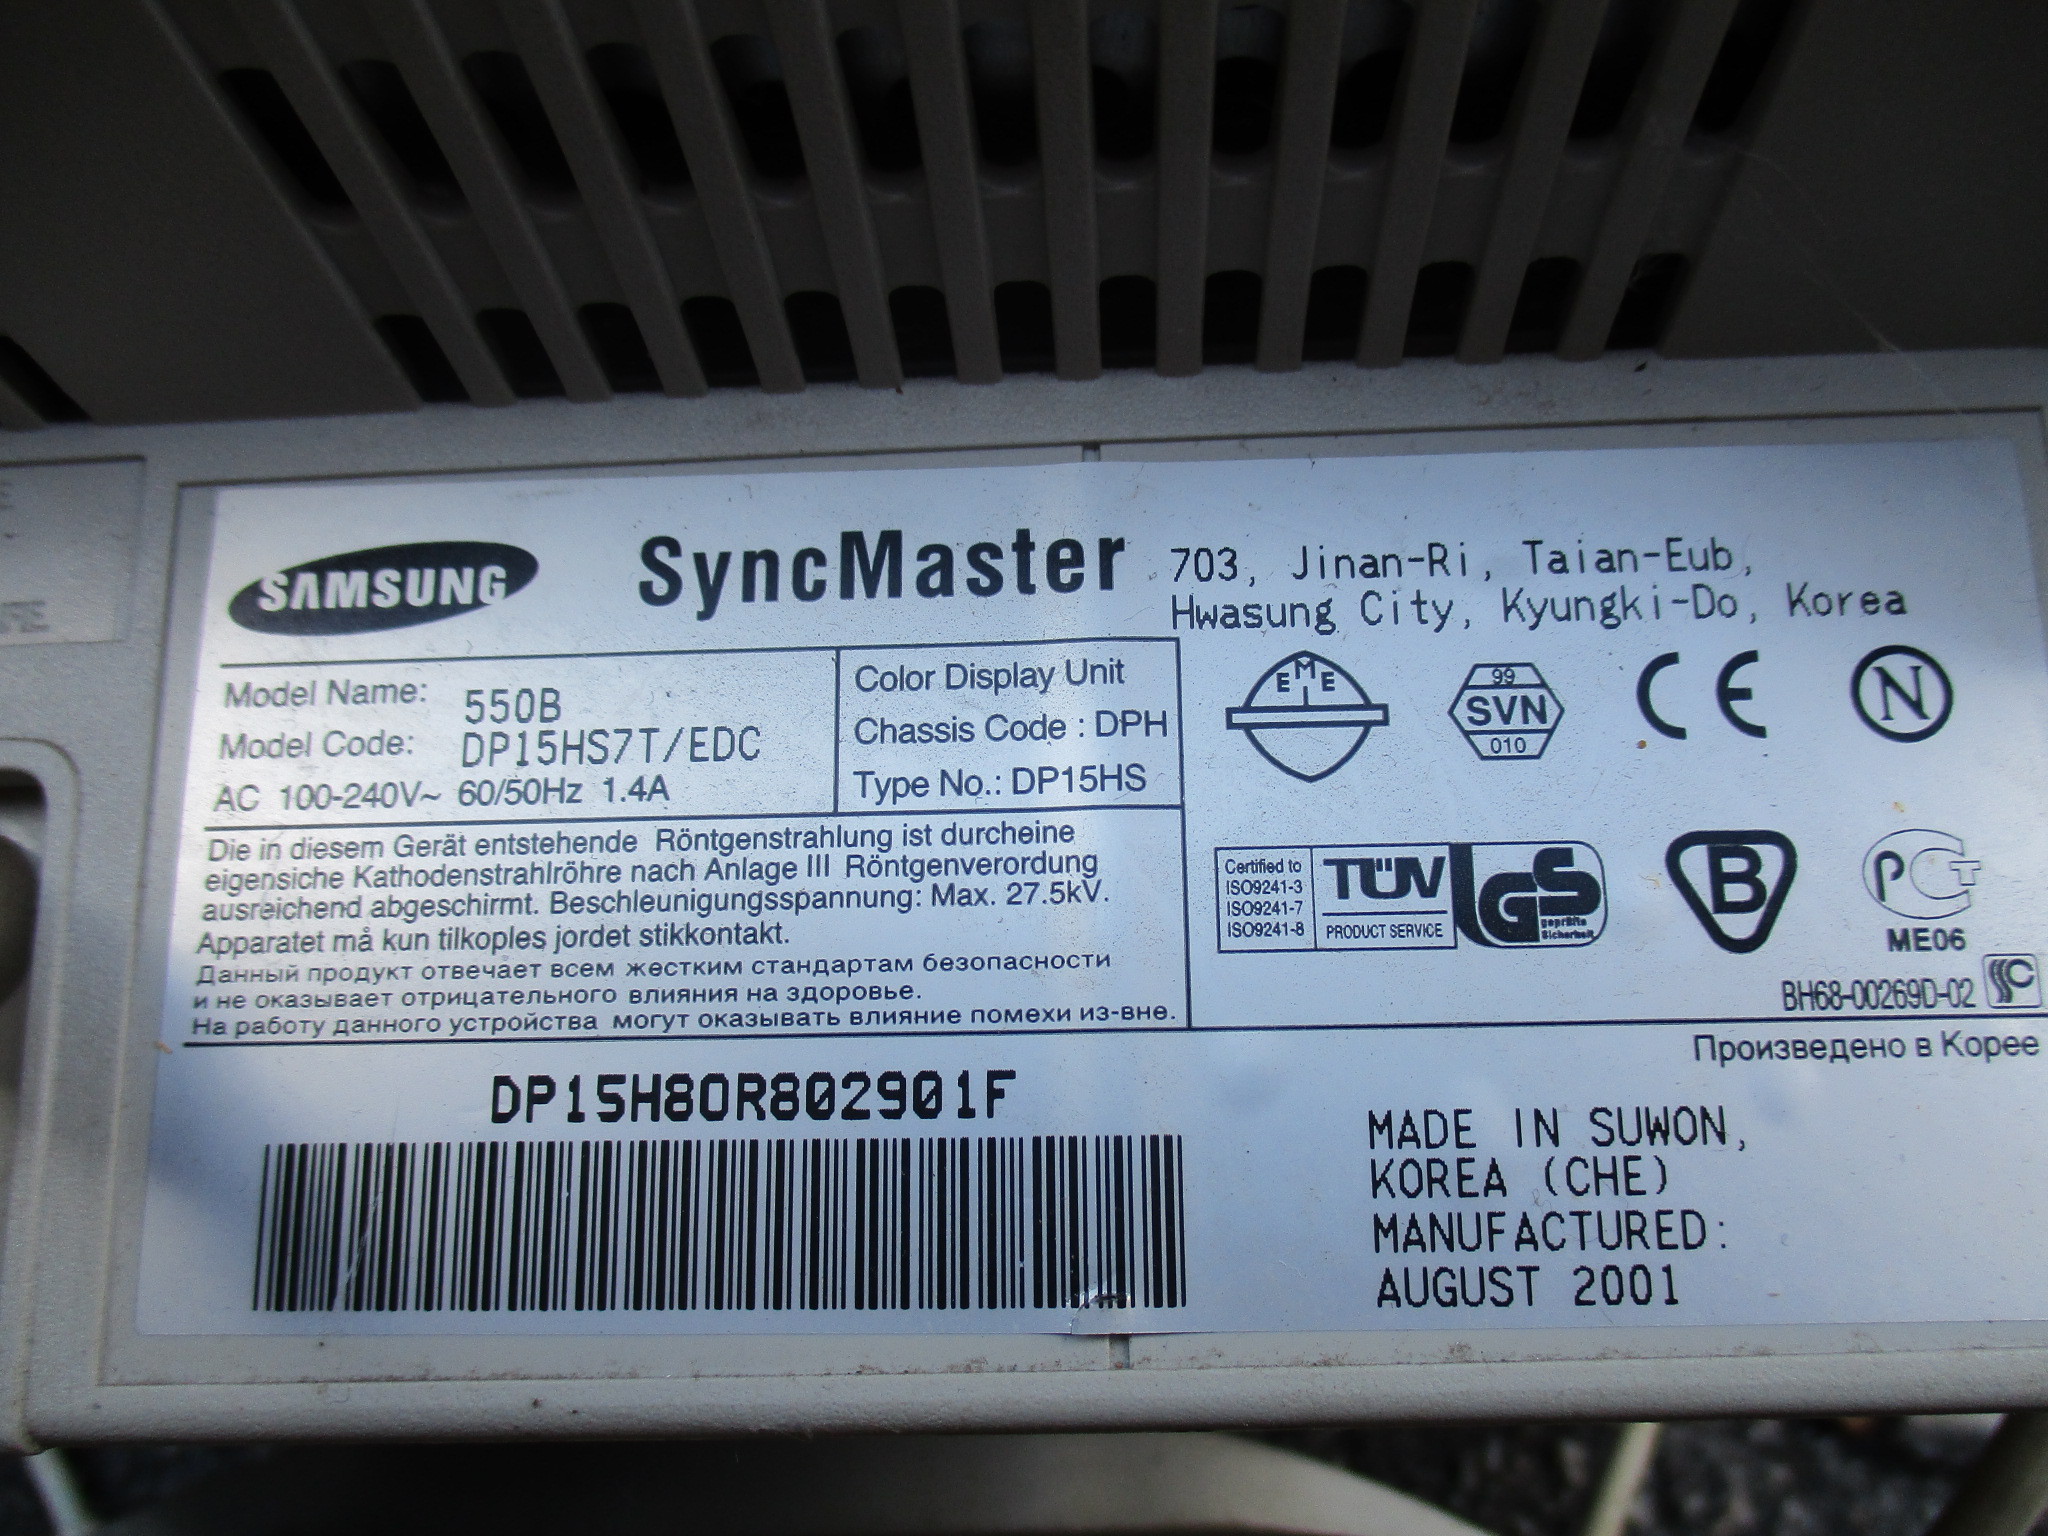 SAMSUNG SyncMaster
703, Jinan-Ri, Taian-Eub,
Hwasung City, Kyungki-Do, Korea
Model Name: 550B
Model Code: DP15HS7T/EDC
AC 100-240V~ 60/50Hz 1.4A
Color Display Unit
Chassis Code : DPH
Type No.: DP15HS
EME
99
SVN
010
CE
N
Die in diesem Gerät entstehende Röntgenstrahlung ist durcheine
eigensiche Kathodenstrahlröhre nach Anlage III Röntgenverordung
ausreichend abgeschirmt. Beschleunigungsspannung: Max. 27.5kV.
Apparatet må kun tilkoples jordet stikkontakt.
Данный продукт отвечает всем жестким стандартам безопасности
и не оказывает отрицательного влияния на здоровье.
На работу данного устройства могут оказывать влияние помехи из-вне.
Certified to
ISO9241-3
ISO9241-7
ISO9241-8
TÜV
PRODUCT SERVICE
GS
geprüfte
Sicherheit
B
РСТ
ME06
BH68-00269D-02
Произведено в Корее
DP15H80R802901F
MADE IN SUWON,
KOREA (CHE)
MANUFACTURED:
AUGUST 2001